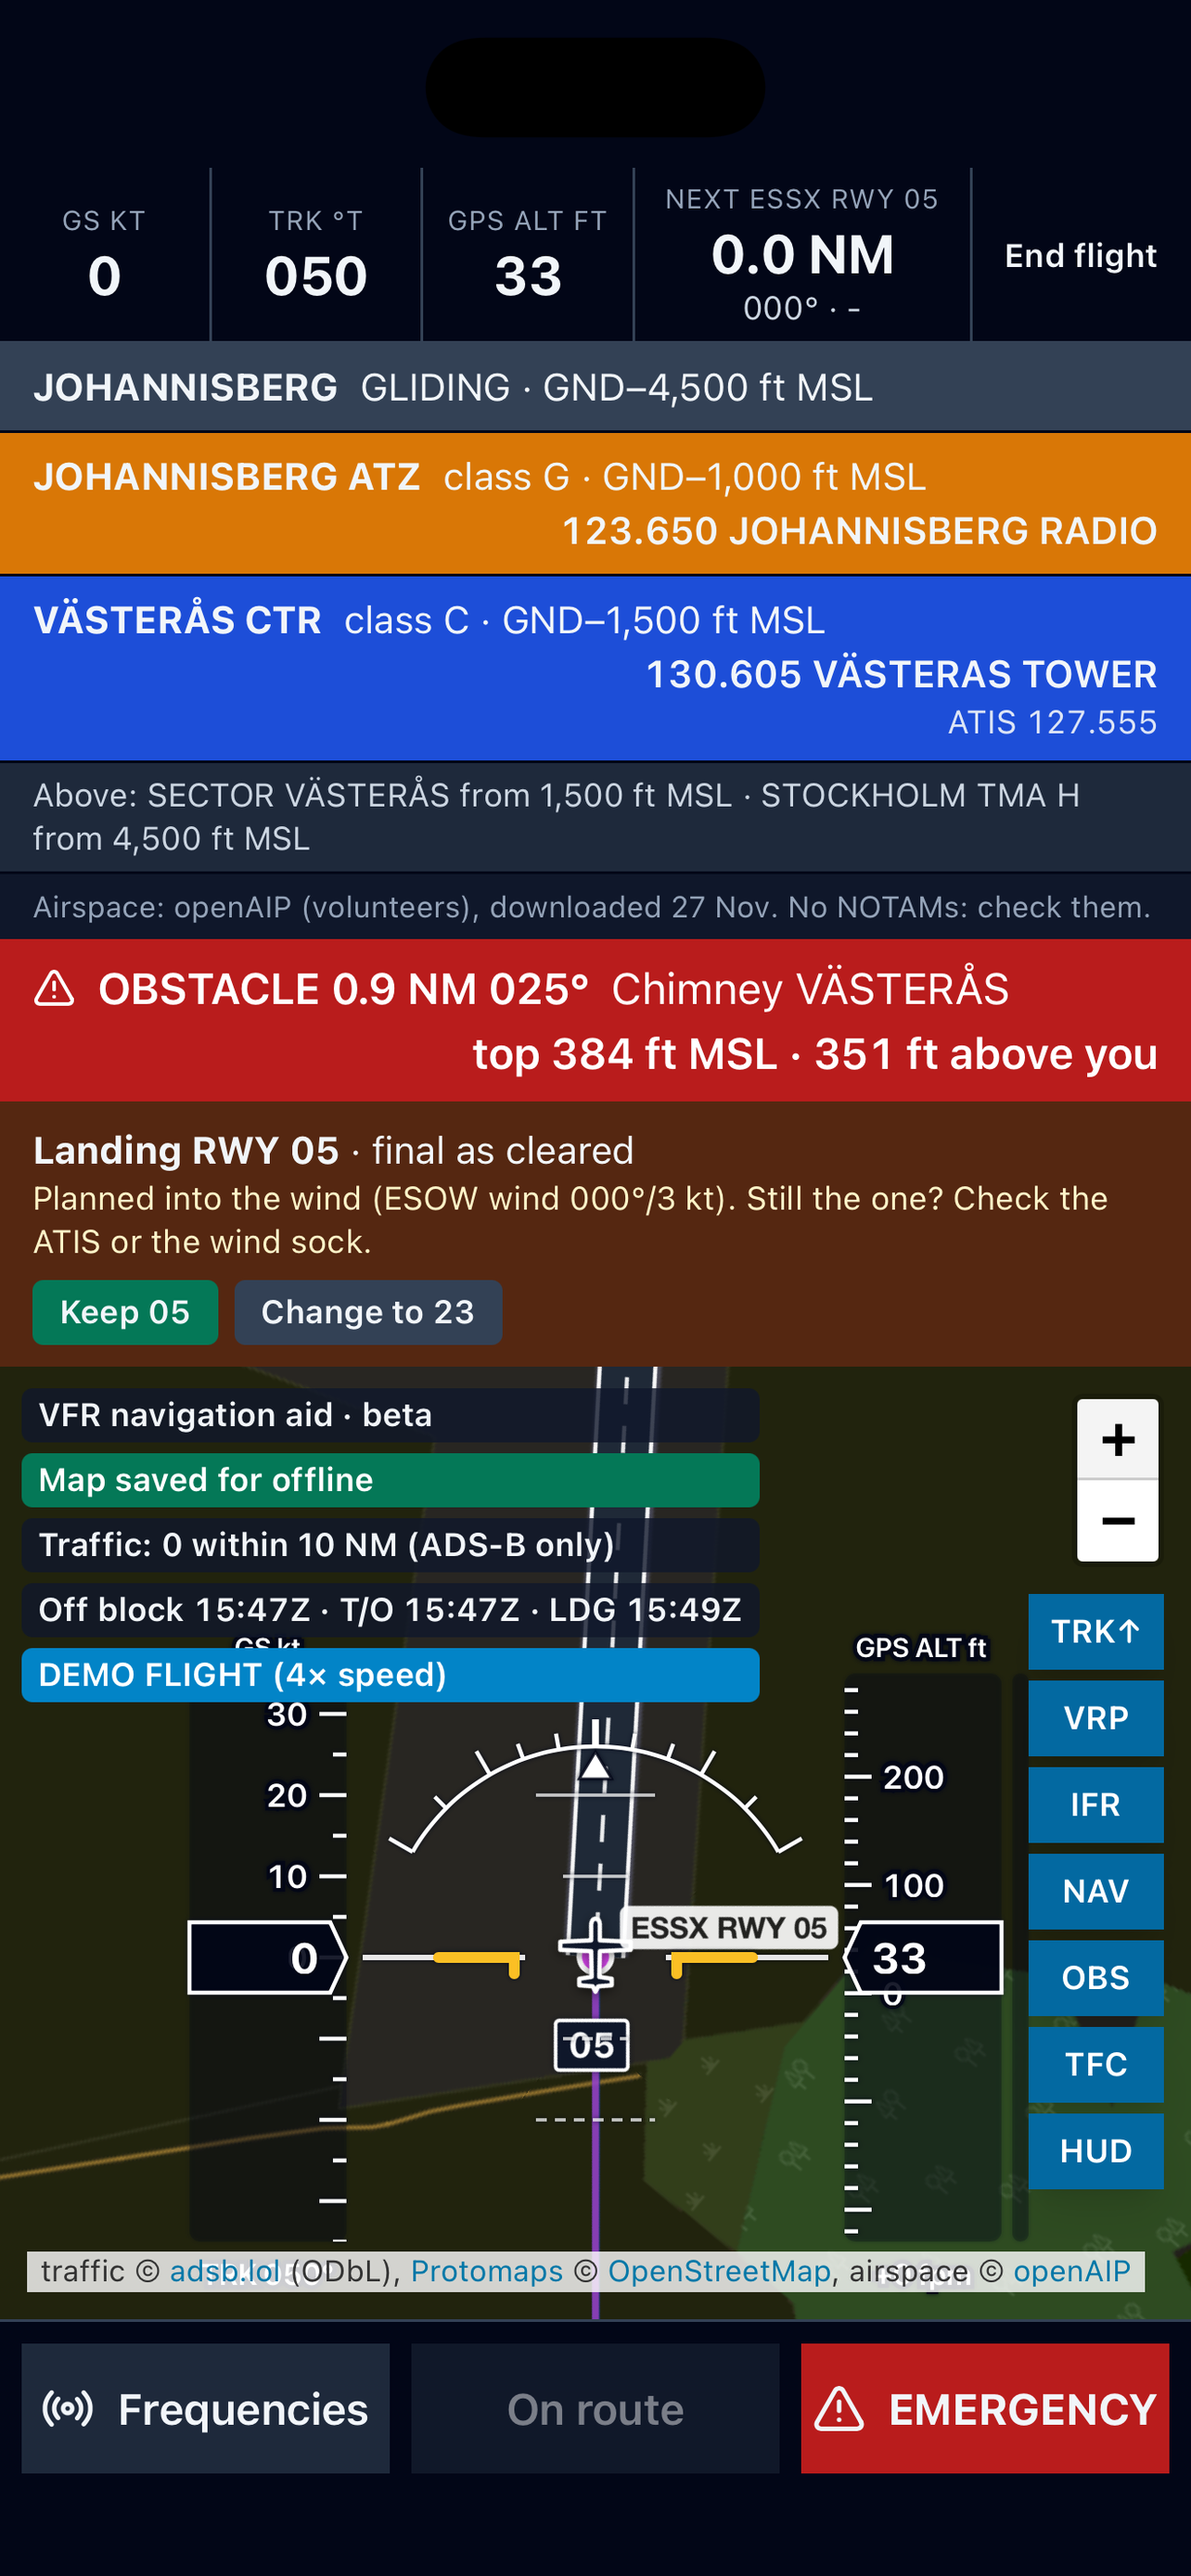 GS KT
0
TRK °T
050
GPS ALT FT
33
NEXT ESSX RWY 05
0.0 NM
000° · -
End flight
JOHANNISBERG GLIDING · GND–4,500 ft MSL
JOHANNISBERG ATZ class G · GND–1,000 ft MSL
123.650 JOHANNISBERG RADIO
VÄSTERÅS CTR class C · GND–1,500 ft MSL
130.605 VÄSTERAS TOWER
ATIS 127.555
Above: SECTOR VÄSTERÅS from 1,500 ft MSL · STOCKHOLM TMA H
from 4,500 ft MSL
Airspace: openAIP (volunteers), downloaded 27 Nov. No NOTAMs: check them.
OBSTACLE 0.9 NM 025° Chimney VÄSTERÅS
top 384 ft MSL · 351 ft above you
Landing RWY 05 · final as cleared
Planned into the wind (ESOW wind 000°/3 kt). Still the one? Check the
ATIS or the wind sock.
Keep 05
Change to 23
VFR navigation aid · beta
Map saved for offline
Traffic: 0 within 10 NM (ADS-B only)
Off block 15:47Z · T/O 15:47Z · LDG 15:49Z
GS kt
DEMO FLIGHT (4× speed)
+
−
GPS ALT ft
TRK↑
VRP
IFR
NAV
OBS
TFC
HUD
30
20
10
0
200
100
33
0
ESSX RWY 05
05
traffic © adsb.lol (ODbL), Protomaps © OpenStreetMap, airspace © openAIP
Frequencies
On route
EMERGENCY